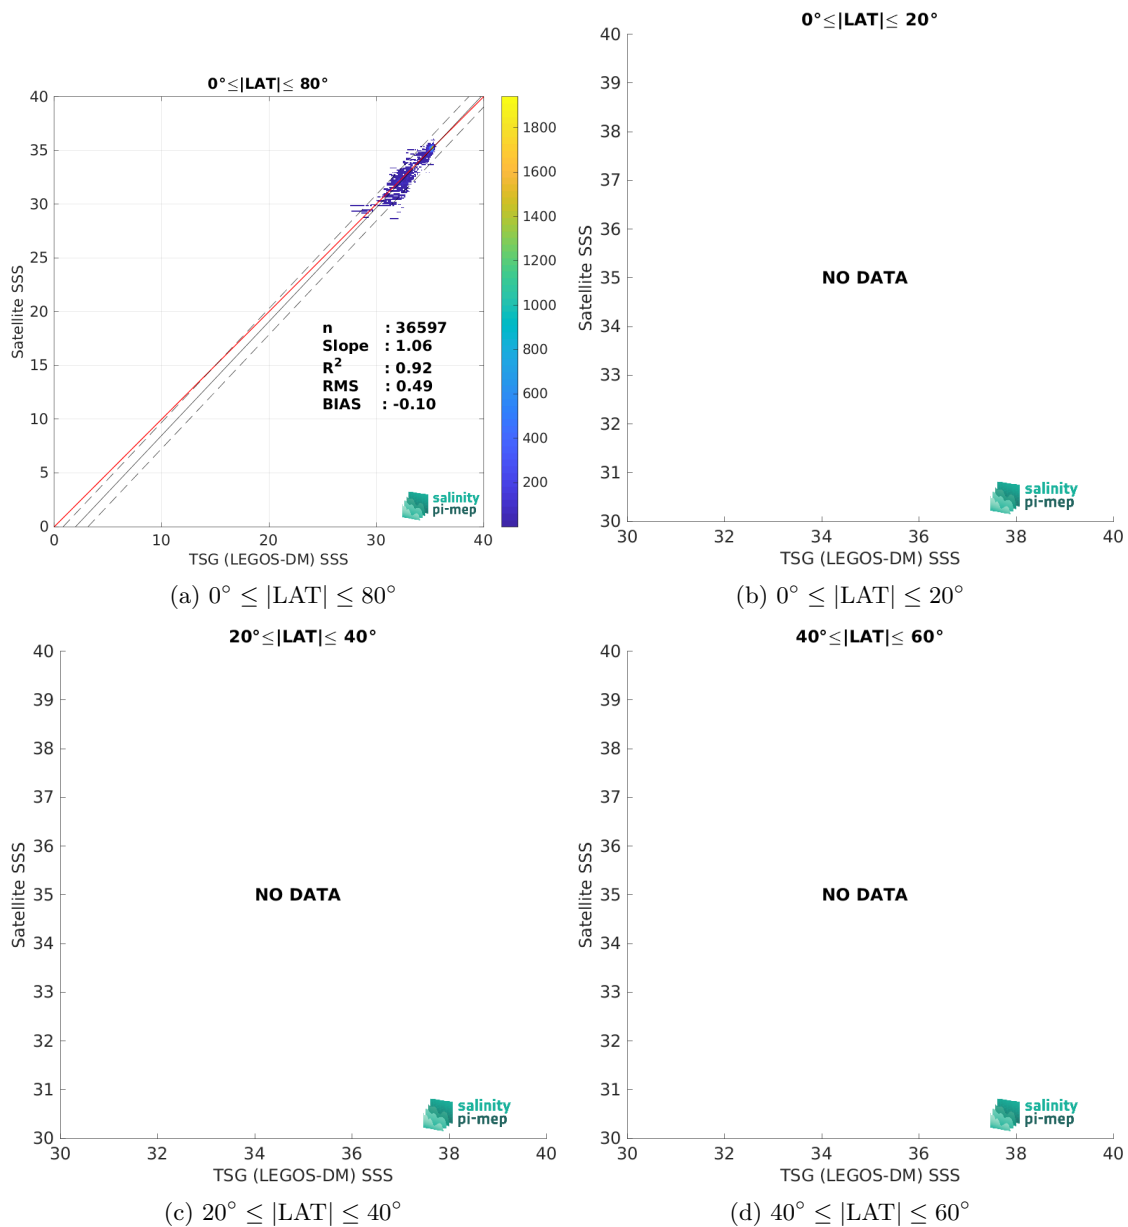 0°≤|LAT|≤ 80°
40
35
30
25
20
15
10
5
0
0
10
20
30
40
Satellite SSS
TSG (LEGOS-DM) SSS
n : 36597
Slope : 1.06
R² : 0.92
RMS : 0.49
BIAS : -0.10
1800
1600
1400
1200
1000
800
600
400
200
salinity
pi-mep
(a) 0° ≤ |LAT| ≤ 80°
0°≤|LAT|≤ 20°
40
39
38
37
36
35
34
33
32
31
30
30
32
34
36
38
40
Satellite SSS
TSG (LEGOS-DM) SSS
NO DATA
salinity
pi-mep
(b) 0° ≤ |LAT| ≤ 20°
20°≤|LAT|≤ 40°
40
39
38
37
36
35
34
33
32
31
30
30
32
34
36
38
40
Satellite SSS
TSG (LEGOS-DM) SSS
NO DATA
salinity
pi-mep
(c) 20° ≤ |LAT| ≤ 40°
40°≤|LAT|≤ 60°
40
39
38
37
36
35
34
33
32
31
30
30
32
34
36
38
40
Satellite SSS
TSG (LEGOS-DM) SSS
NO DATA
salinity
pi-mep
(d) 40° ≤ |LAT| ≤ 60°